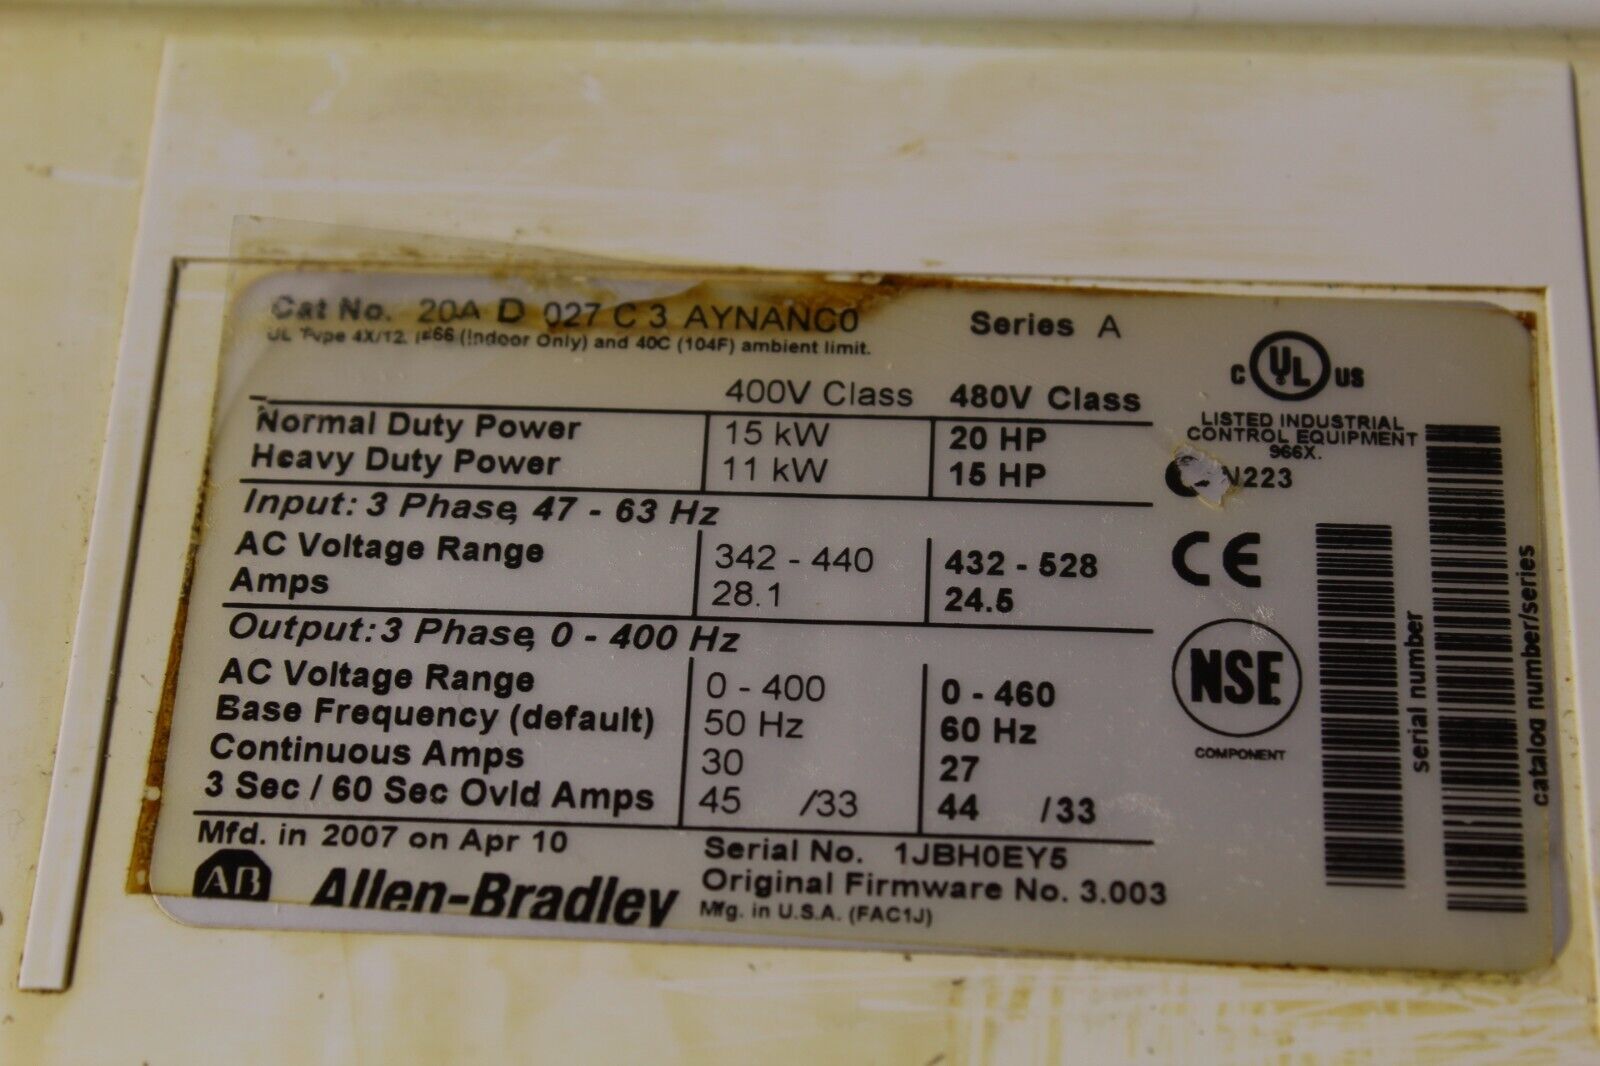 Cat No. 20A D 027 C 3 AYNANC0 Series A
UL Type 4X/12, IP66 (Indoor Only) and 40C (104F) ambient limit.
400V Class 480V Class
Normal Duty Power 15 kW 20 HP
Heavy Duty Power 11 kW 15 HP
Input: 3 Phase, 47 - 63 Hz
AC Voltage Range 342 - 440 432 - 528
Amps 28.1 24.5
Output: 3 Phase, 0 - 400 Hz
AC Voltage Range 0 - 400 0 - 460
Base Frequency (default) 50 Hz 60 Hz
Continuous Amps 30 27
3 Sec / 60 Sec Ovld Amps 45 /33 44 /33
Mfd. in 2007 on Apr 10
Serial No. 1JBH0EY5
Original Firmware No. 3.003
Mfg. in U.S.A. (FAC1J)
AB Allen-Bradley
C UL US
LISTED INDUSTRIAL
CONTROL EQUIPMENT
966X.
N223
CE
NSF
COMPONENT
serial number
catalog number/series